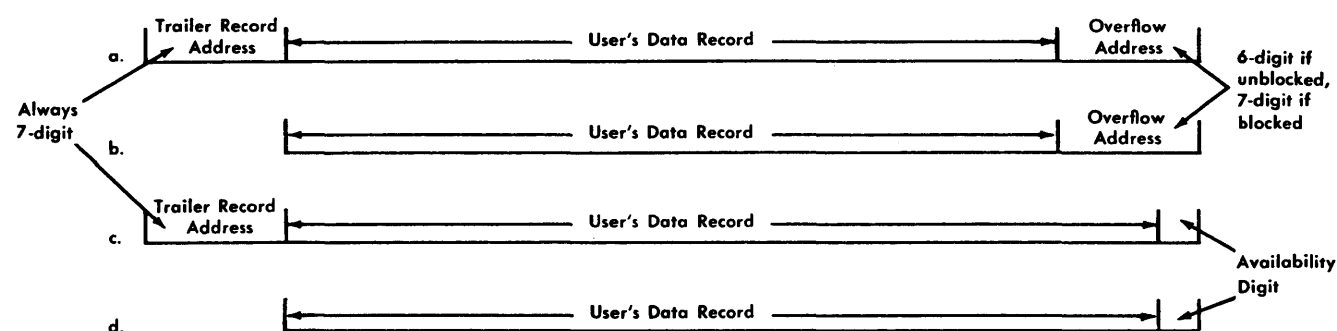 Trailer Record
Address
User's Data Record
Overflow
Address
a.
6-digit if
unblocked,
7-digit if
blocked
Always
7-digit
User's Data Record
Overflow
Address
b.
Trailer Record
Address
User's Data Record
c.
Availability
Digit
User's Data Record
d.